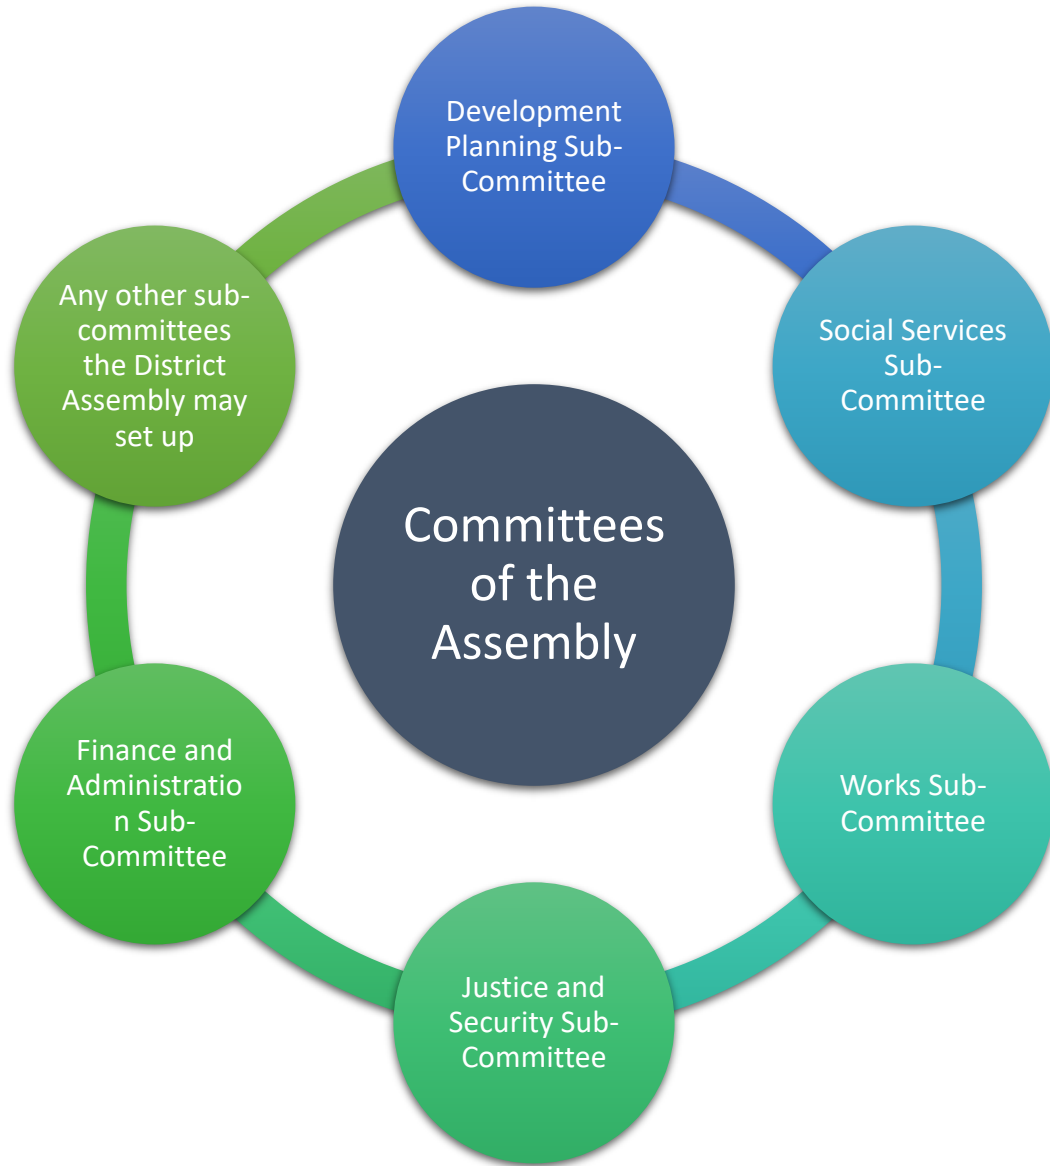 Development
Planning Sub-
Committee
Social Services
Sub-
Committee
Works Sub-
Committee
Justice and
Security Sub-
Committee
Finance and
Administratio
n Sub-
Committee
Any other sub-
committees
the District
Assembly may
set up
Committees
of the
Assembly